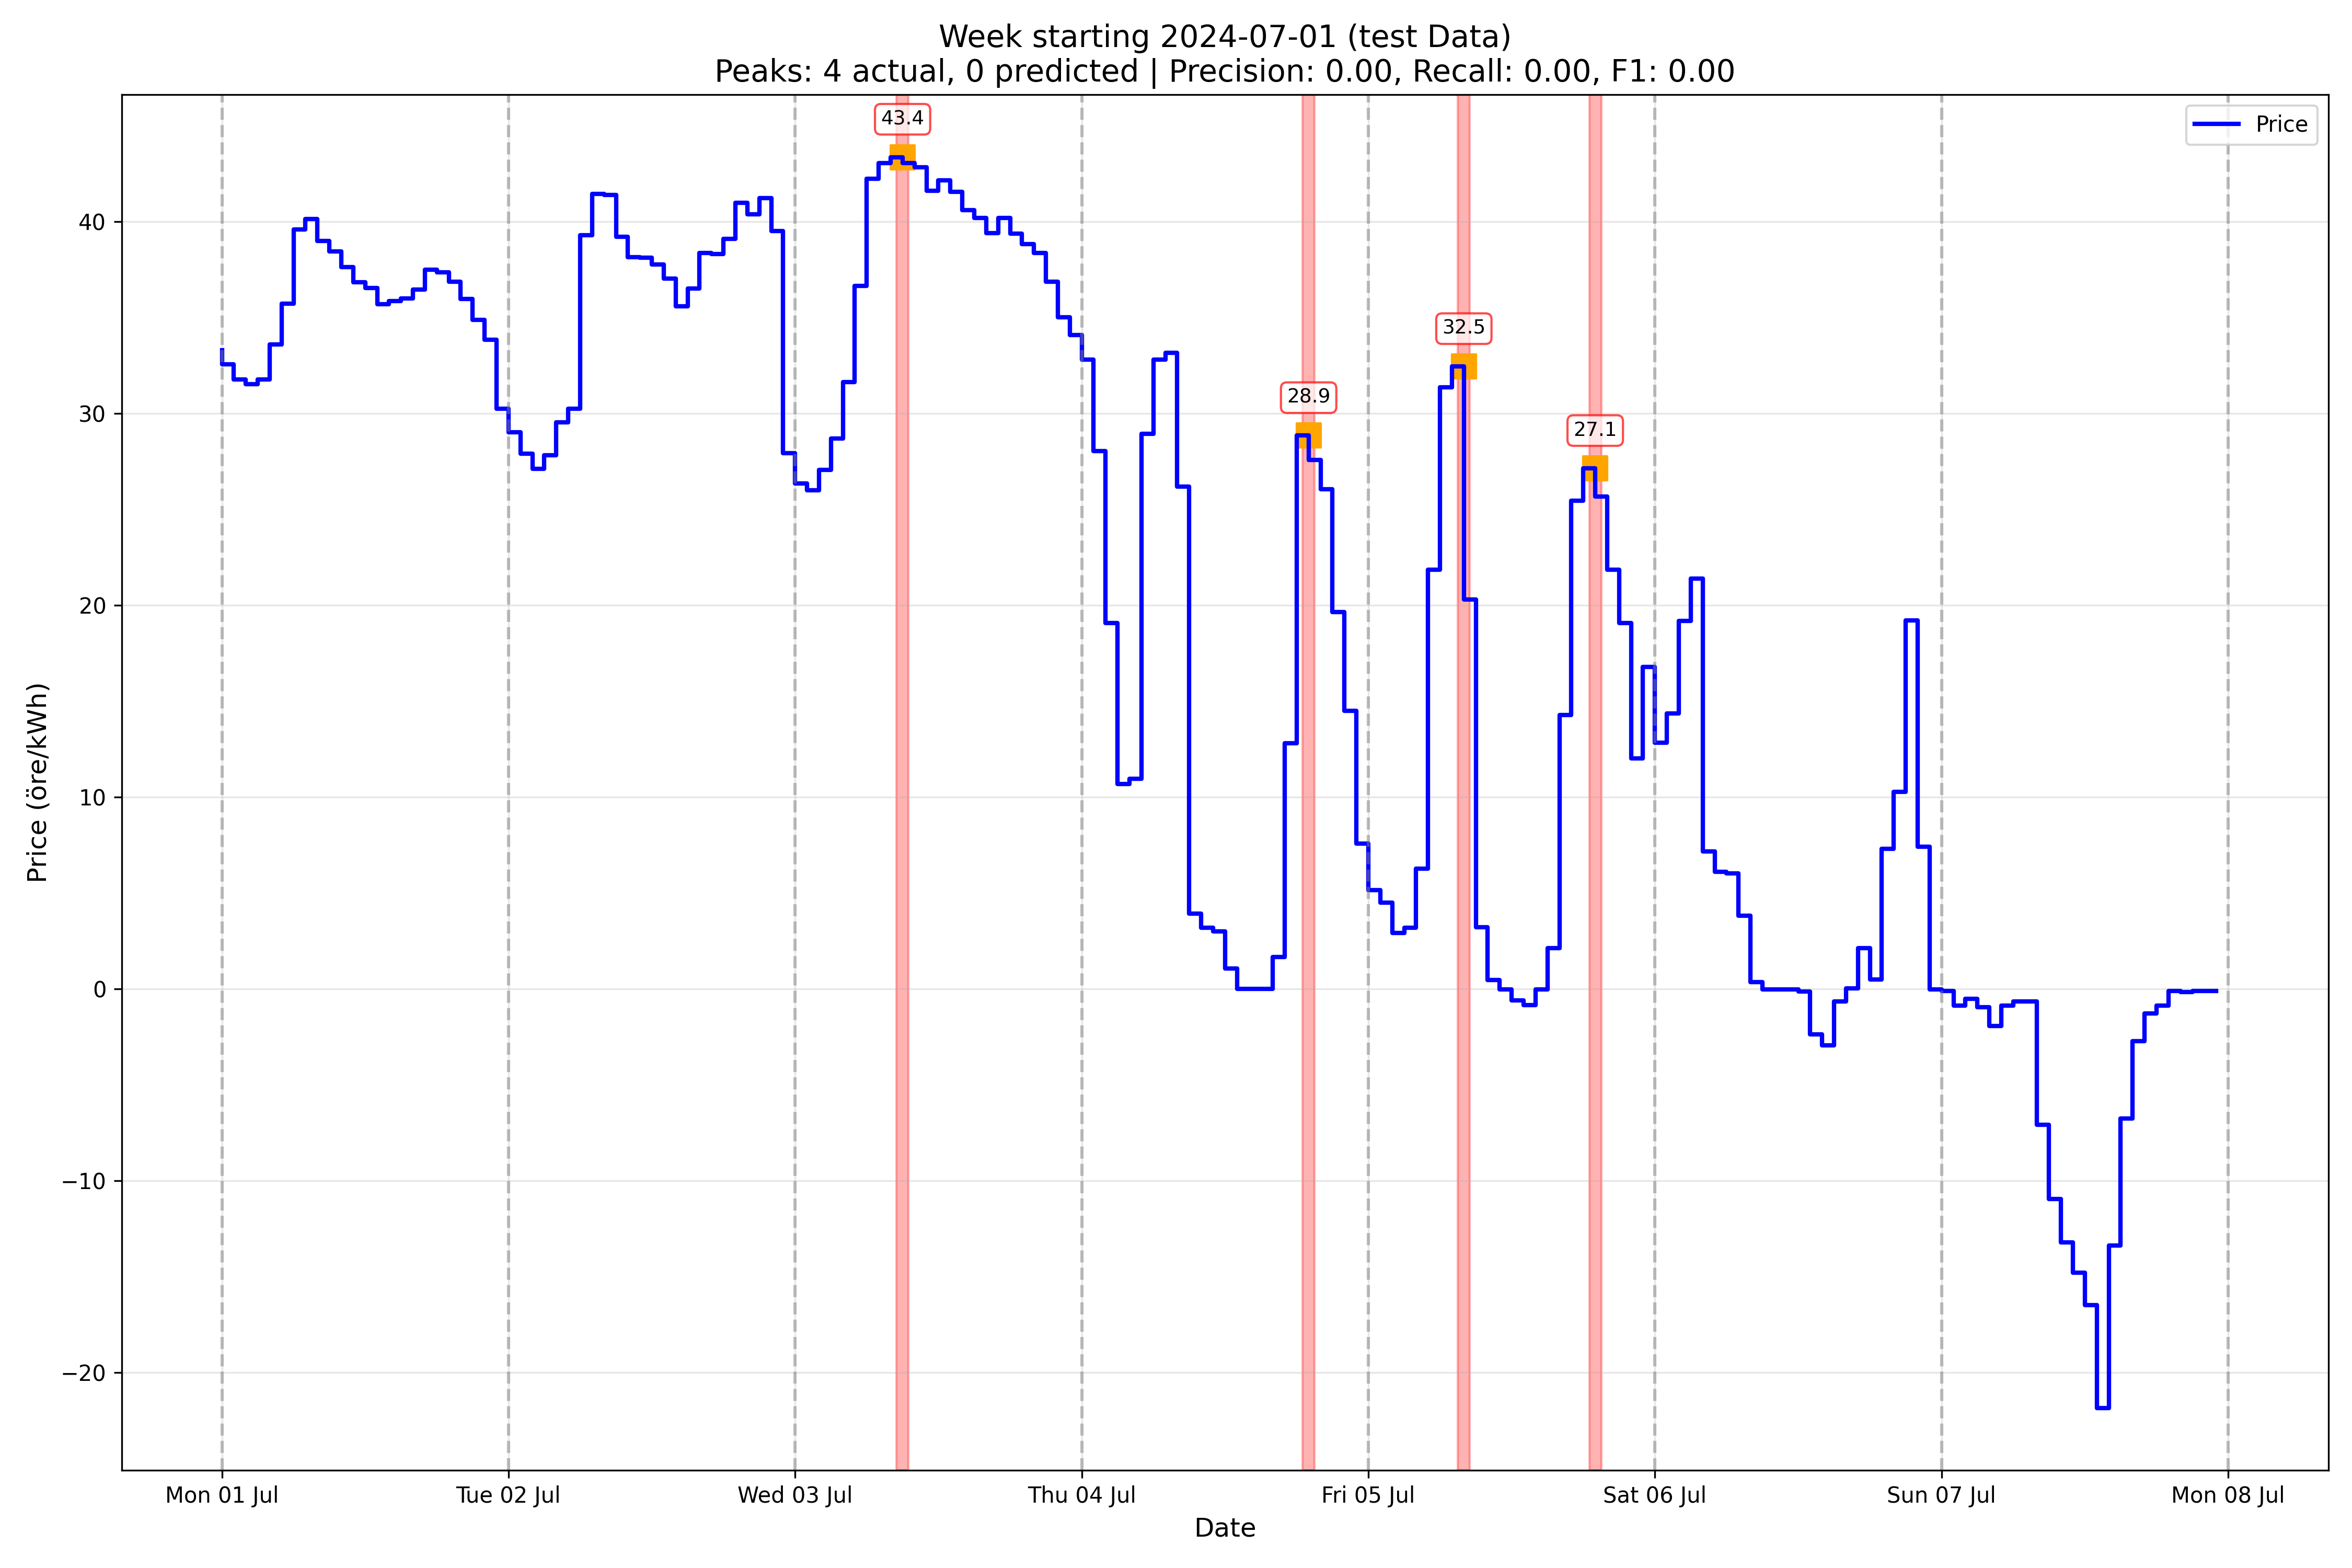 Week starting 2024-07-01 (test Data)
Peaks: 4 actual, 0 predicted | Precision: 0.00, Recall: 0.00, F1: 0.00
Price
43.4
32.5
28.9
27.1
Price (öre/kWh)
40
30
20
10
0
−10
−20
Mon 01 Jul
Tue 02 Jul
Wed 03 Jul
Thu 04 Jul
Fri 05 Jul
Sat 06 Jul
Sun 07 Jul
Mon 08 Jul
Date